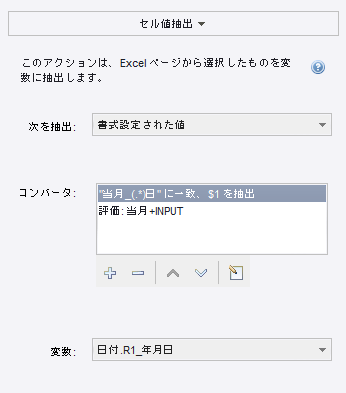 セル値抽出
このアクションは、Excel ページから選択したものを変
数に抽出します。
次を抽出: 書式設定された値
コンバータ:
"当月_(.*)日" に一致、 $1 を抽出
評価: 当月+INPUT
変数: 日付.R1_年月日